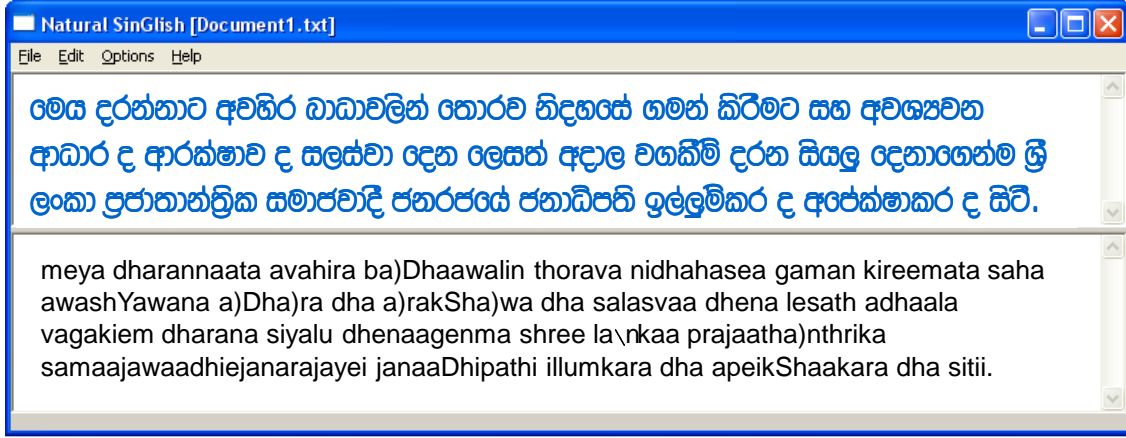 Natural SinGlish [Document1.txt]
File Edit Options Help
මෙය දරන්නාට අවහිර බාධාවලින් තොරව නිදහසේ ගමන් කිරීමට සහ අවශ්‍යවන
ආධාර ද ආරක්ෂාව ද සලස්වා දෙන ලෙසත් අදාල වගකීම් දරන සියලු දෙනාගෙන්ම ශ්‍රී
ලංකා ප්‍රජාතාන්ත්‍රික සමාජවාදී ජනරජයේ ජනාධිපති ඉල්ලුම්කර ද අපේක්ෂාකර ද සිටී.
meya dharannaata avahira ba)Dhaawalin thorava nidhahasea gaman kireemata saha
awashYawana a)Dha)ra dha a)rakSha)wa dha salasvaa dhena lesath adhaala
vagakiem dharana siyalu dhenaagenma shree la\nkaa prajaatha)nthrika
samaajawaadhiejanarajayei janaaDhipathi illumkara dha apeikShaakara dha sitii.